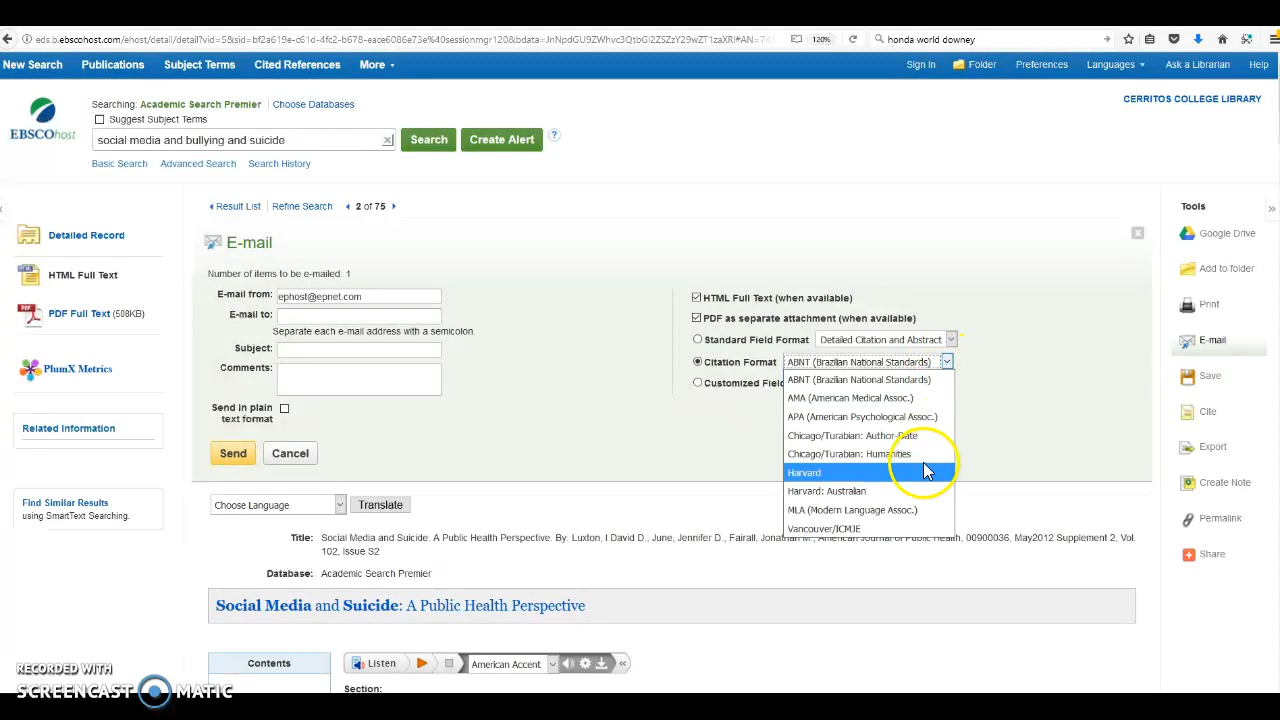 eds.b.ebscohost.com/ehost/detail/detail?vid=5&sid=bf2a619e-c61d-4fc2-b678-eace6086e73e%40sessionmgr120&bdata=JnNpdGU9ZWhvc3QtbGl2ZSZzY29wZT1zaXRl#AN=74
120%
honda world downey
New Search Publications Subject Terms Cited References More
Sign In Folder Preferences Languages Ask a Librarian Help
CERRITOS COLLEGE LIBRARY
EBSCOhost
Searching: Academic Search Premier Choose Databases
Suggest Subject Terms
social media and bullying and suicide
Search Create Alert ?
Basic Search Advanced Search Search History
Detailed Record
HTML Full Text
PDF Full Text (508KB)
PlumX Metrics
Related Information
Find Similar Results
using SmartText Searching.
Result List Refine Search 2 of 75
E-mail
Number of items to be e-mailed: 1
E-mail from: ephost@epnet.com
E-mail to:
Separate each e-mail address with a semicolon.
Subject:
Comments:
Send in plain
text format
Send Cancel
HTML Full Text (when available)
PDF as separate attachment (when available)
Standard Field Format Detailed Citation and Abstract
Citation Format ABNT (Brazilian National Standards)
Customized Field
ABNT (Brazilian National Standards)
AMA (American Medical Assoc.)
APA (American Psychological Assoc.)
Chicago/Turabian: Author-Date
Chicago/Turabian: Humanities
Harvard
Harvard: Australian
MLA (Modern Language Assoc.)
Vancouver/ICMJE
Choose Language Translate
Title: Social Media and Suicide: A Public Health Perspective. By: Luxton, I David D., June, Jennifer D., Fairall, Jonathan M., American Journal of Public Health, 00900036, May2012 Supplement 2, Vol.
102, Issue S2
Database: Academic Search Premier
Social Media and Suicide: A Public Health Perspective
Contents
Listen American Accent
Section:
Tools
Google Drive
Add to folder
Print
E-mail
Save
Cite
Export
Create Note
Permalink
Share
RECORDED WITH
SCREENCAST MATIC